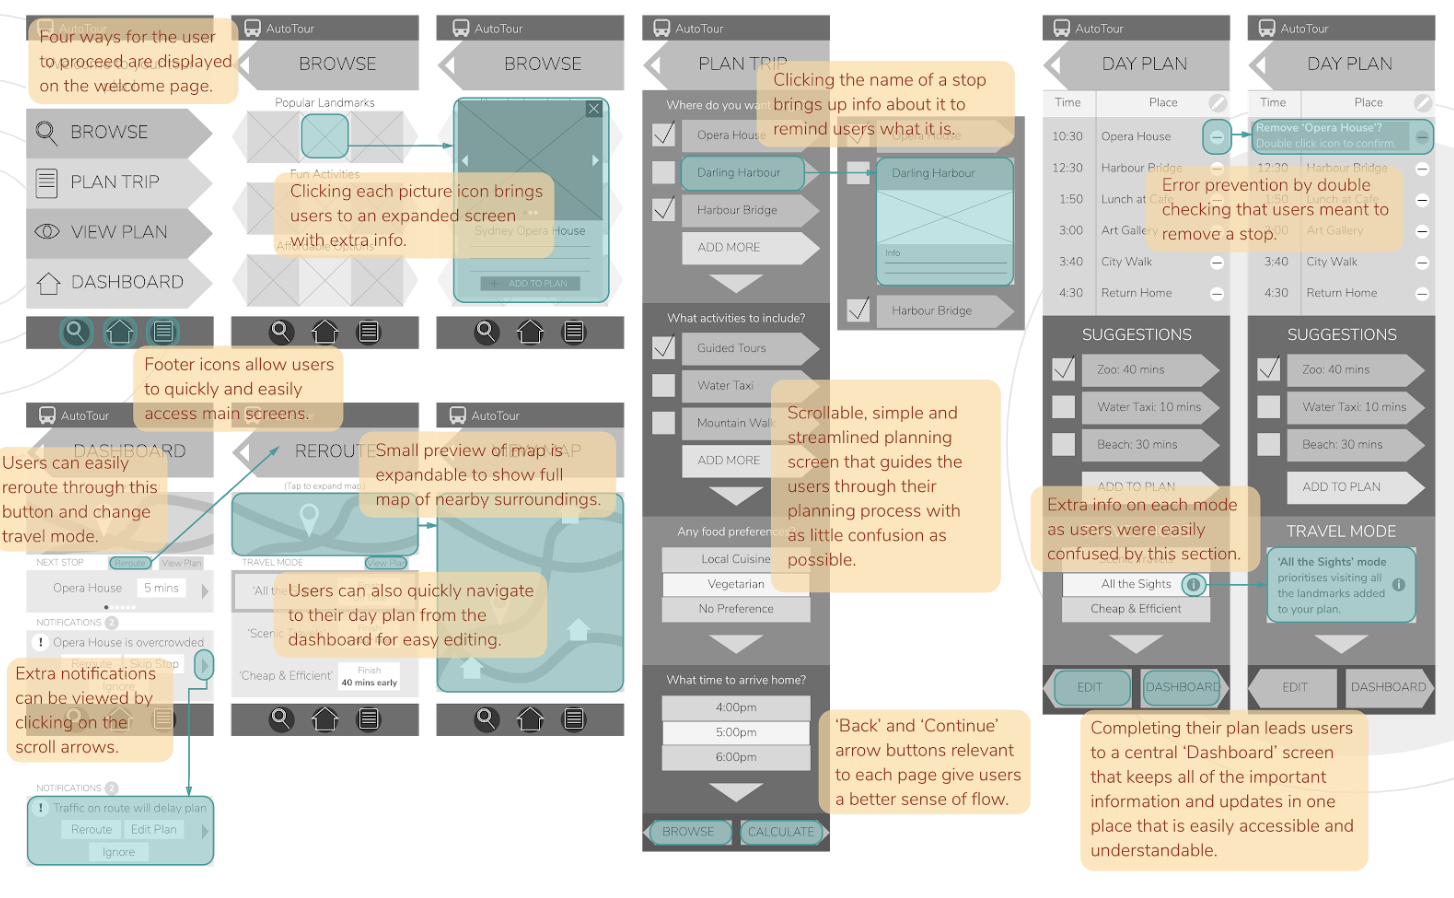 AutoTour
Four ways for the user
to proceed are displayed
on the welcome page.
BROWSE
PLAN TRIP
VIEW PLAN
DASHBOARD
Footer icons allow users
to quickly and easily
access main screens.
AutoTour
BROWSE
Popular Landmarks
Fun Activities
Affordable Options
Clicking each picture icon brings
users to an expanded screen
with extra info.
AutoTour
BROWSE
Sydney Opera House
+ ADD TO PLAN
AutoTour
DASHBOARD
Users can easily
reroute through this
button and change
travel mode.
NEXT STOP
Reroute
View Plan
Opera House
5 mins
NOTIFICATIONS 2
! Opera House is overcrowded
Reroute
Skip Stop
Ignore
Extra notifications
can be viewed by
clicking on the
scroll arrows.
NOTIFICATIONS 2
! Traffic on route will delay plan
Reroute
Edit Plan
Ignore
AutoTour
REROUTE
(Tap to expand map)
TRAVEL MODE
View Plan
'Cheap & Efficient'
Finish
40 mins early
Users can also quickly navigate
to their day plan from the
dashboard for easy editing.
AutoTour
VIEW MAP
Small preview of map is
expandable to show full
map of nearby surroundings.
AutoTour
PLAN TRIP
Where do you want
Opera House
Darling Harbour
Harbour Bridge
ADD MORE
Clicking the name of a stop
brings up info about it to
remind users what it is.
Opera House
Darling Harbour
Info
Harbour Bridge
What activities to include?
Guided Tours
Water Taxi
Mountain Walk
ADD MORE
Scrollable, simple and
streamlined planning
screen that guides the
users through their
planning process with
as little confusion as
possible.
Any food preference?
Local Cuisine
Vegetarian
No Preference
What time to arrive home?
4:00pm
5:00pm
6:00pm
BROWSE
CALCULATE
'Back' and 'Continue'
arrow buttons relevant
to each page give users
a better sense of flow.
AutoTour
DAY PLAN
Time Place
10:30 Opera House
12:30 Harbour Bridge
1:50 Lunch at Cafe
3:00 Art Gallery
3:40 City Walk
4:30 Return Home
SUGGESTIONS
Zoo: 40 mins
Water Taxi: 10 mins
Beach: 30 mins
ADD TO PLAN
Extra info on each mode
as users were easily
confused by this section.
Scenic Travels
All the Sights
Cheap & Efficient
EDIT
DASHBOARD
AutoTour
DAY PLAN
Time Place
Remove 'Opera House'?
Double click icon to confirm.
12:30 Harbour Bridge
1:50 Lunch at Cafe
3:00 Art Gallery
3:40 City Walk
4:30 Return Home
Error prevention by double
checking that users meant to
remove a stop.
SUGGESTIONS
Zoo: 40 mins
Water Taxi: 10 mins
Beach: 30 mins
ADD TO PLAN
TRAVEL MODE
'All the Sights' mode
prioritises visiting all
the landmarks added
to your plan.
EDIT
DASHBOARD
Completing their plan leads users
to a central 'Dashboard' screen
that keeps all of the important
information and updates in one
place that is easily accessible and
understandable.